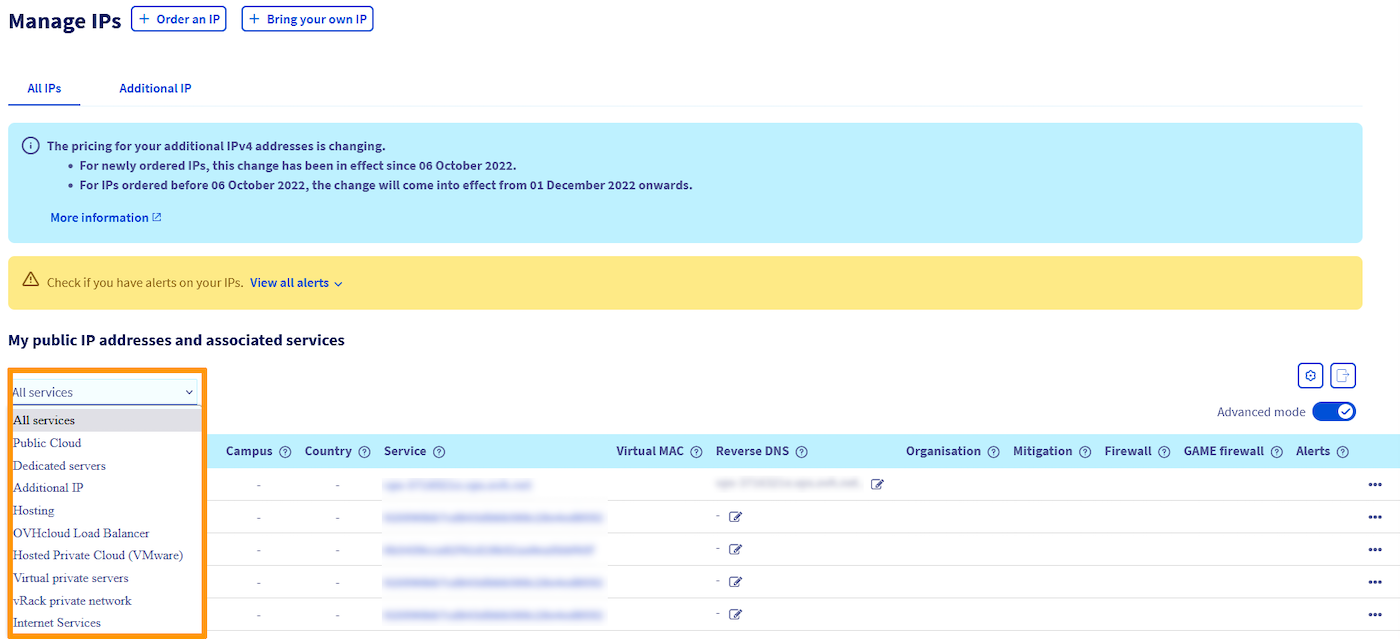 Manage IPs + Order an IP + Bring your own IP
All IPs Additional IP
The pricing for your additional IPv4 addresses is changing.
• For newly ordered IPs, this change has been in effect since 06 October 2022.
• For IPs ordered before 06 October 2022, the change will come into effect from 01 December 2022 onwards.
More information
Check if you have alerts on your IPs. View all alerts
My public IP addresses and associated services
All services
Advanced mode
All services
Public Cloud
Dedicated servers
Additional IP
Hosting
OVHcloud Load Balancer
Hosted Private Cloud (VMware)
Virtual private servers
vRack private network
Internet Services
Campus Country Service Virtual MAC Reverse DNS Organisation Mitigation Firewall GAME firewall Alerts
- -
- - -
- - -
- - -
- - -